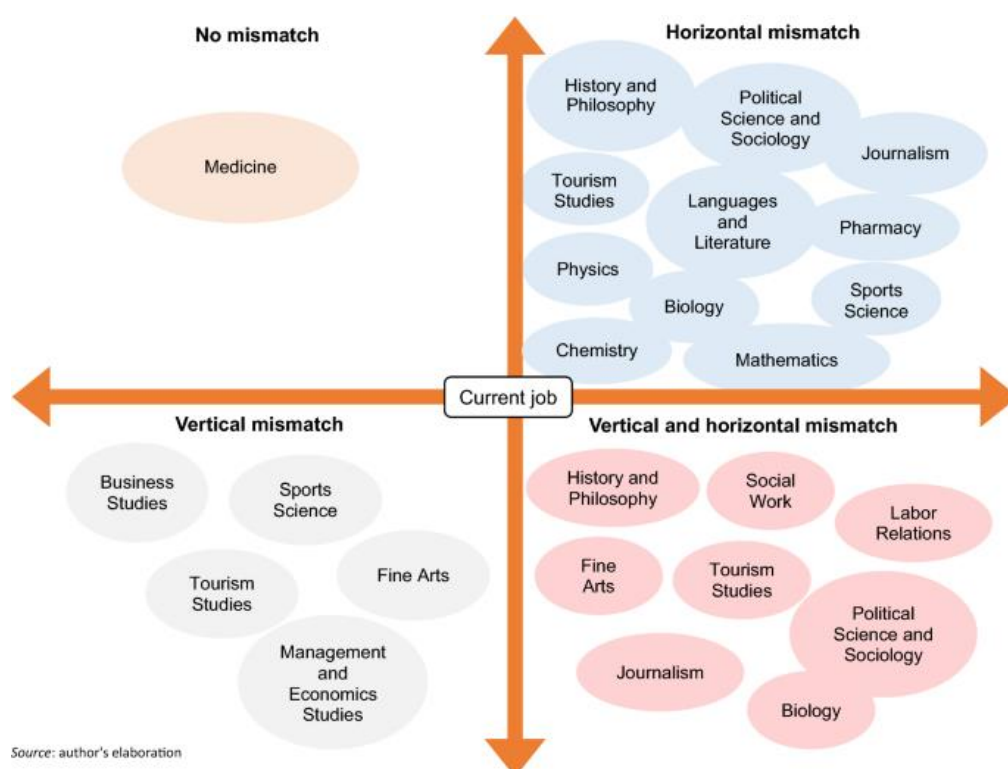 No mismatch
Medicine
Horizontal mismatch
History and
Philosophy
Political
Science and
Sociology
Journalism
Tourism
Studies
Languages
and
Literature
Pharmacy
Physics
Biology
Sports
Science
Chemistry
Mathematics
Current job
Vertical mismatch
Business
Studies
Sports
Science
Tourism
Studies
Fine Arts
Management
and
Economics
Studies
Vertical and horizontal mismatch
History and
Philosophy
Social
Work
Labor
Relations
Fine
Arts
Tourism
Studies
Political
Science and
Sociology
Journalism
Biology
Source: author's elaboration